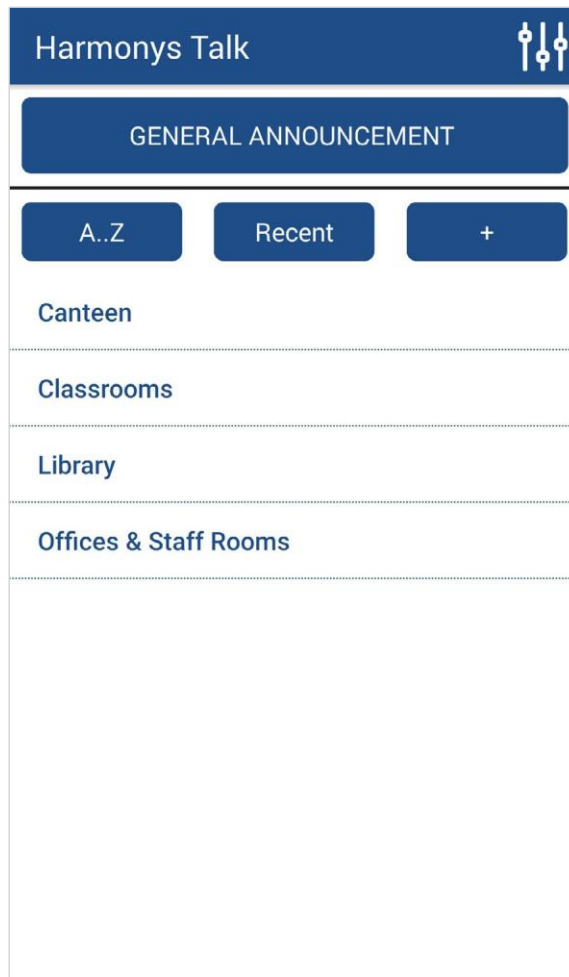 Harmonys Talk
GENERAL ANNOUNCEMENT
A..Z Recent +
Canteen
Classrooms
Library
Offices & Staff Rooms